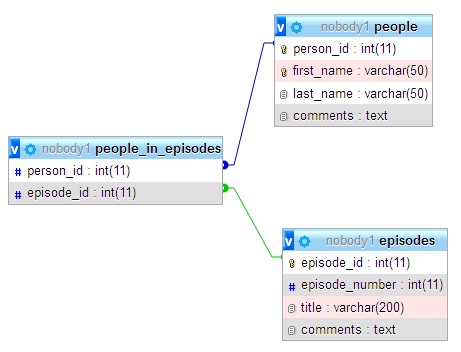 nobody1 people
person_id : int(11)
first_name : varchar(50)
last_name : varchar(50)
comments : text
nobody1 people_in_episodes
# person_id : int(11)
# episode_id : int(11)
nobody1 episodes
episode_id : int(11)
# episode_number : int(11)
title : varchar(200)
comments : text